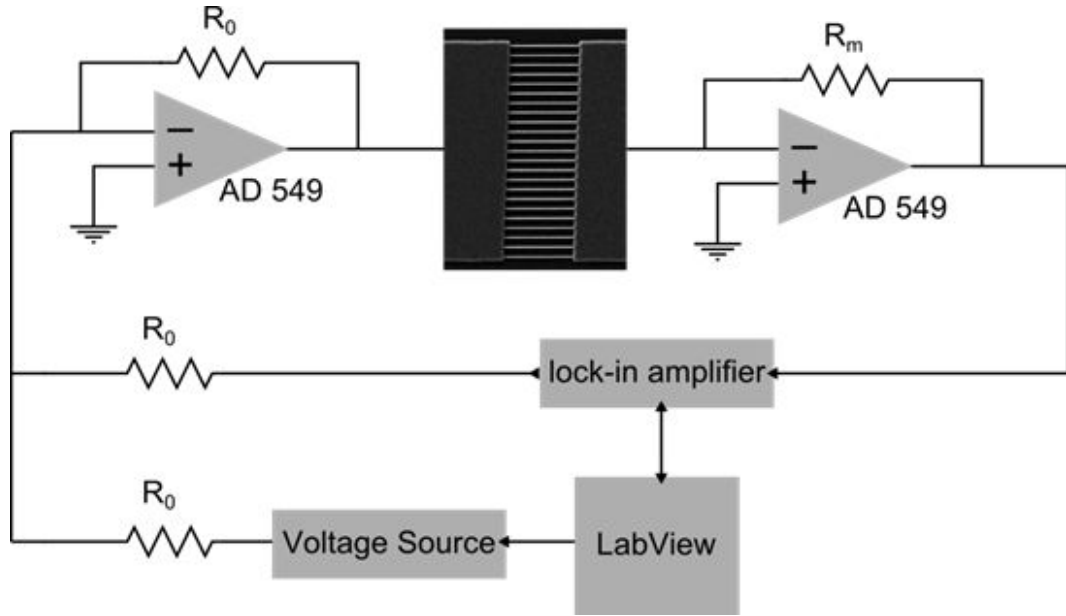 R0
Rm
−
+
AD 549
−
+
AD 549
R0
lock-in amplifier
R0
Voltage Source
LabView